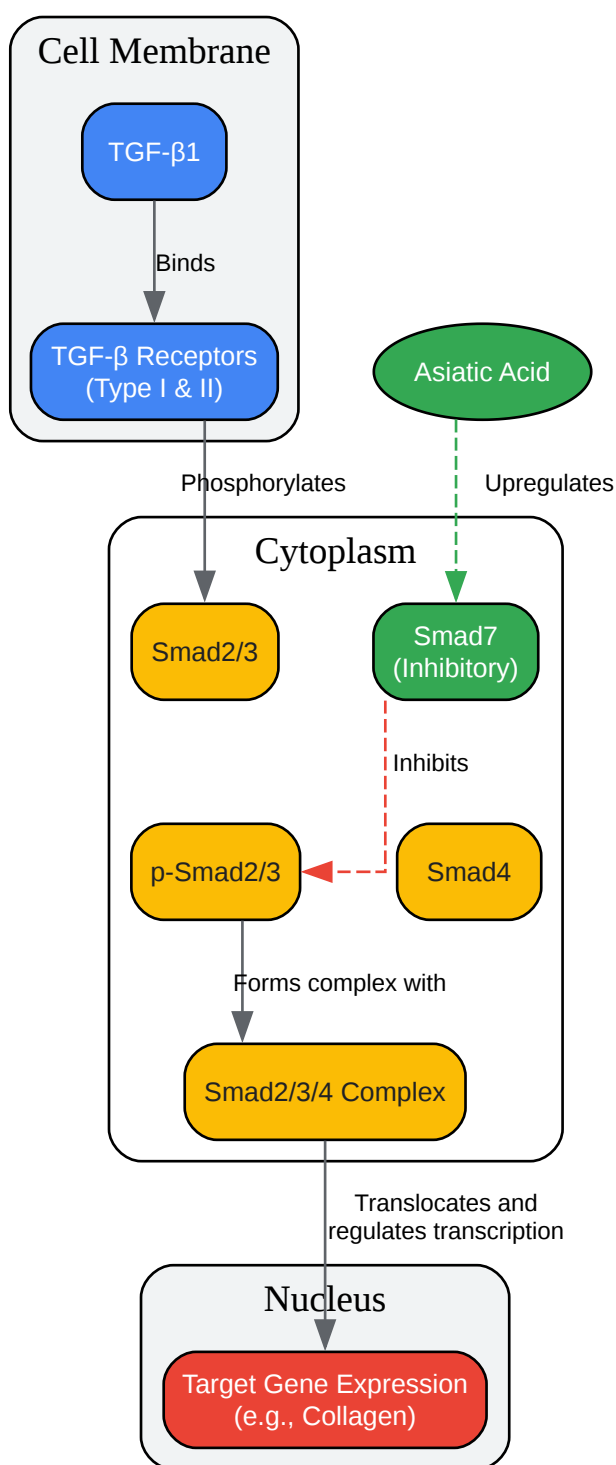 Cell Membrane
TGF-β1
Binds
TGF-β Receptors
(Type I & II)
Asiatic Acid
Phosphorylates
Upregulates
Cytoplasm
Smad2/3
Smad7
(Inhibitory)
Inhibits
p-Smad2/3
Smad4
Forms complex with
Smad2/3/4 Complex
Translocates and
regulates transcription
Nucleus
Target Gene Expression
(e.g., Collagen)